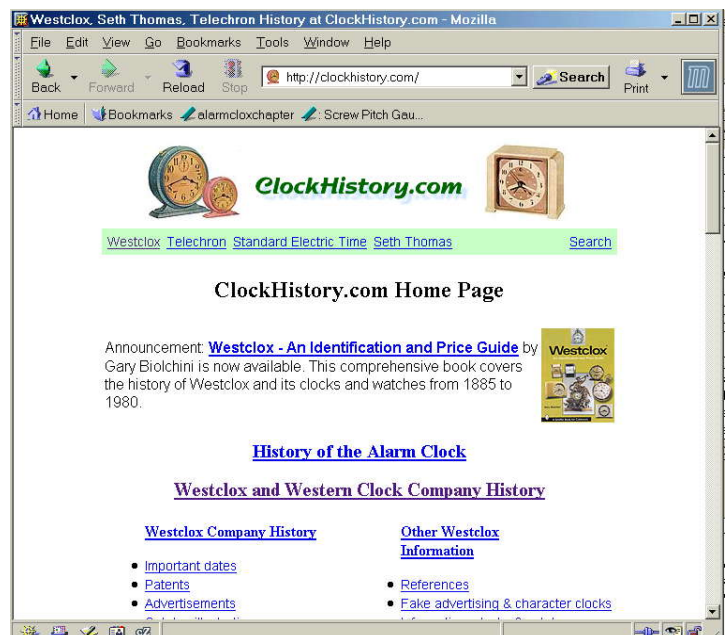 Westclox, Seth Thomas, Telechron History at ClockHistory.com - Mozilla
File Edit View Go Bookmarks Tools Window Help
http://clockhistory.com/ Search
Back Forward Reload Stop Print
Home Bookmarks alarmcloxchapter : Screw Pitch Gau...
ClockHistory.com
Westclox Telechron Standard Electric Time Seth Thomas Search
ClockHistory.com Home Page
Announcement: Westclox - An Identification and Price Guide by
Gary Biolchini is now available. This comprehensive book covers
the history of Westclox and its clocks and watches from 1885 to
1980.
Westclox
History of the Alarm Clock
Westclox and Western Clock Company History
Westclox Company History
Important dates
Patents
Advertisements
Other Westclox
Information
References
Fake advertising & character clocks